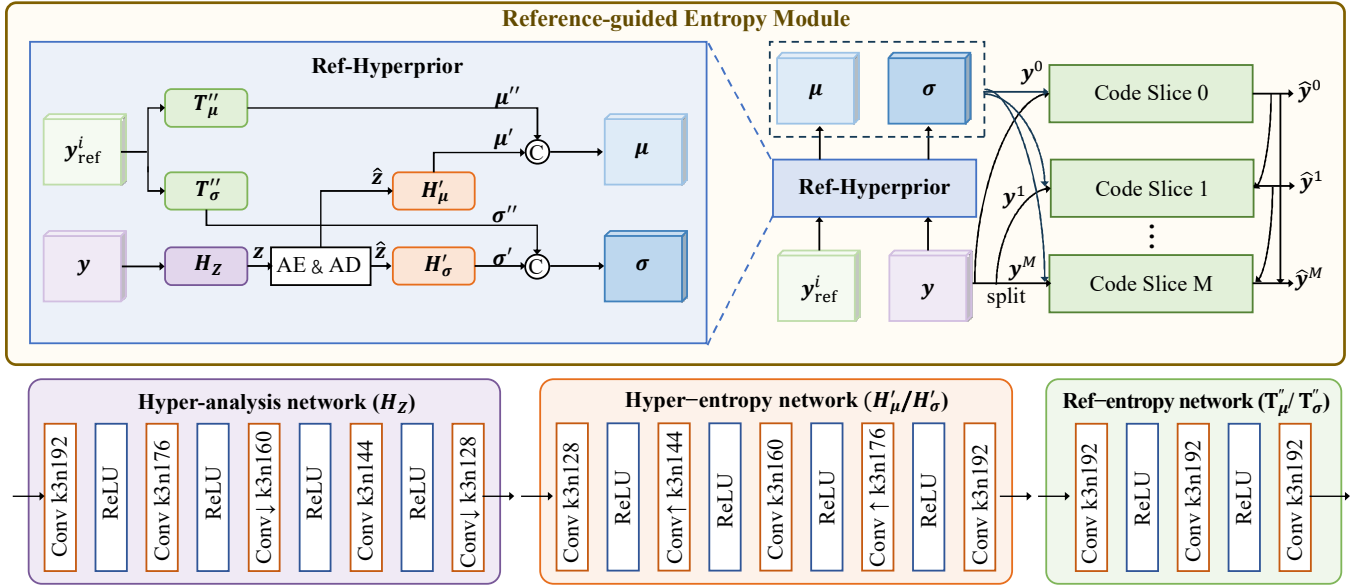 Reference-guided Entropy Module
Ref-Hyperprior
y_ref^i
T''_μ
T''_σ
μ''
μ'
C
μ
ẑ
H'_μ
σ''
y
H_Z
z
AE & AD
ẑ
H'_σ
σ'
C
σ
μ
σ
Ref-Hyperprior
y_ref^i
y
y^0
y^1
y^M
split
Code Slice 0
Code Slice 1
⋮
Code Slice M
ŷ^0
ŷ^1
ŷ^M
Hyper-analysis network (H_Z)
Conv k3n192
ReLU
Conv k3n176
ReLU
Conv↓ k3n160
ReLU
Conv k3n144
ReLU
Conv↓ k3n128
Hyper−entropy network (H'_μ/H'_σ)
Conv k3n128
ReLU
Conv↑ k3n144
ReLU
Conv k3n160
ReLU
Conv ↑ k3n176
ReLU
Conv k3n192
Ref−entropy network (T''_μ/ T''_σ)
Conv k3n192
ReLU
Conv k3n192
ReLU
Conv k3n192